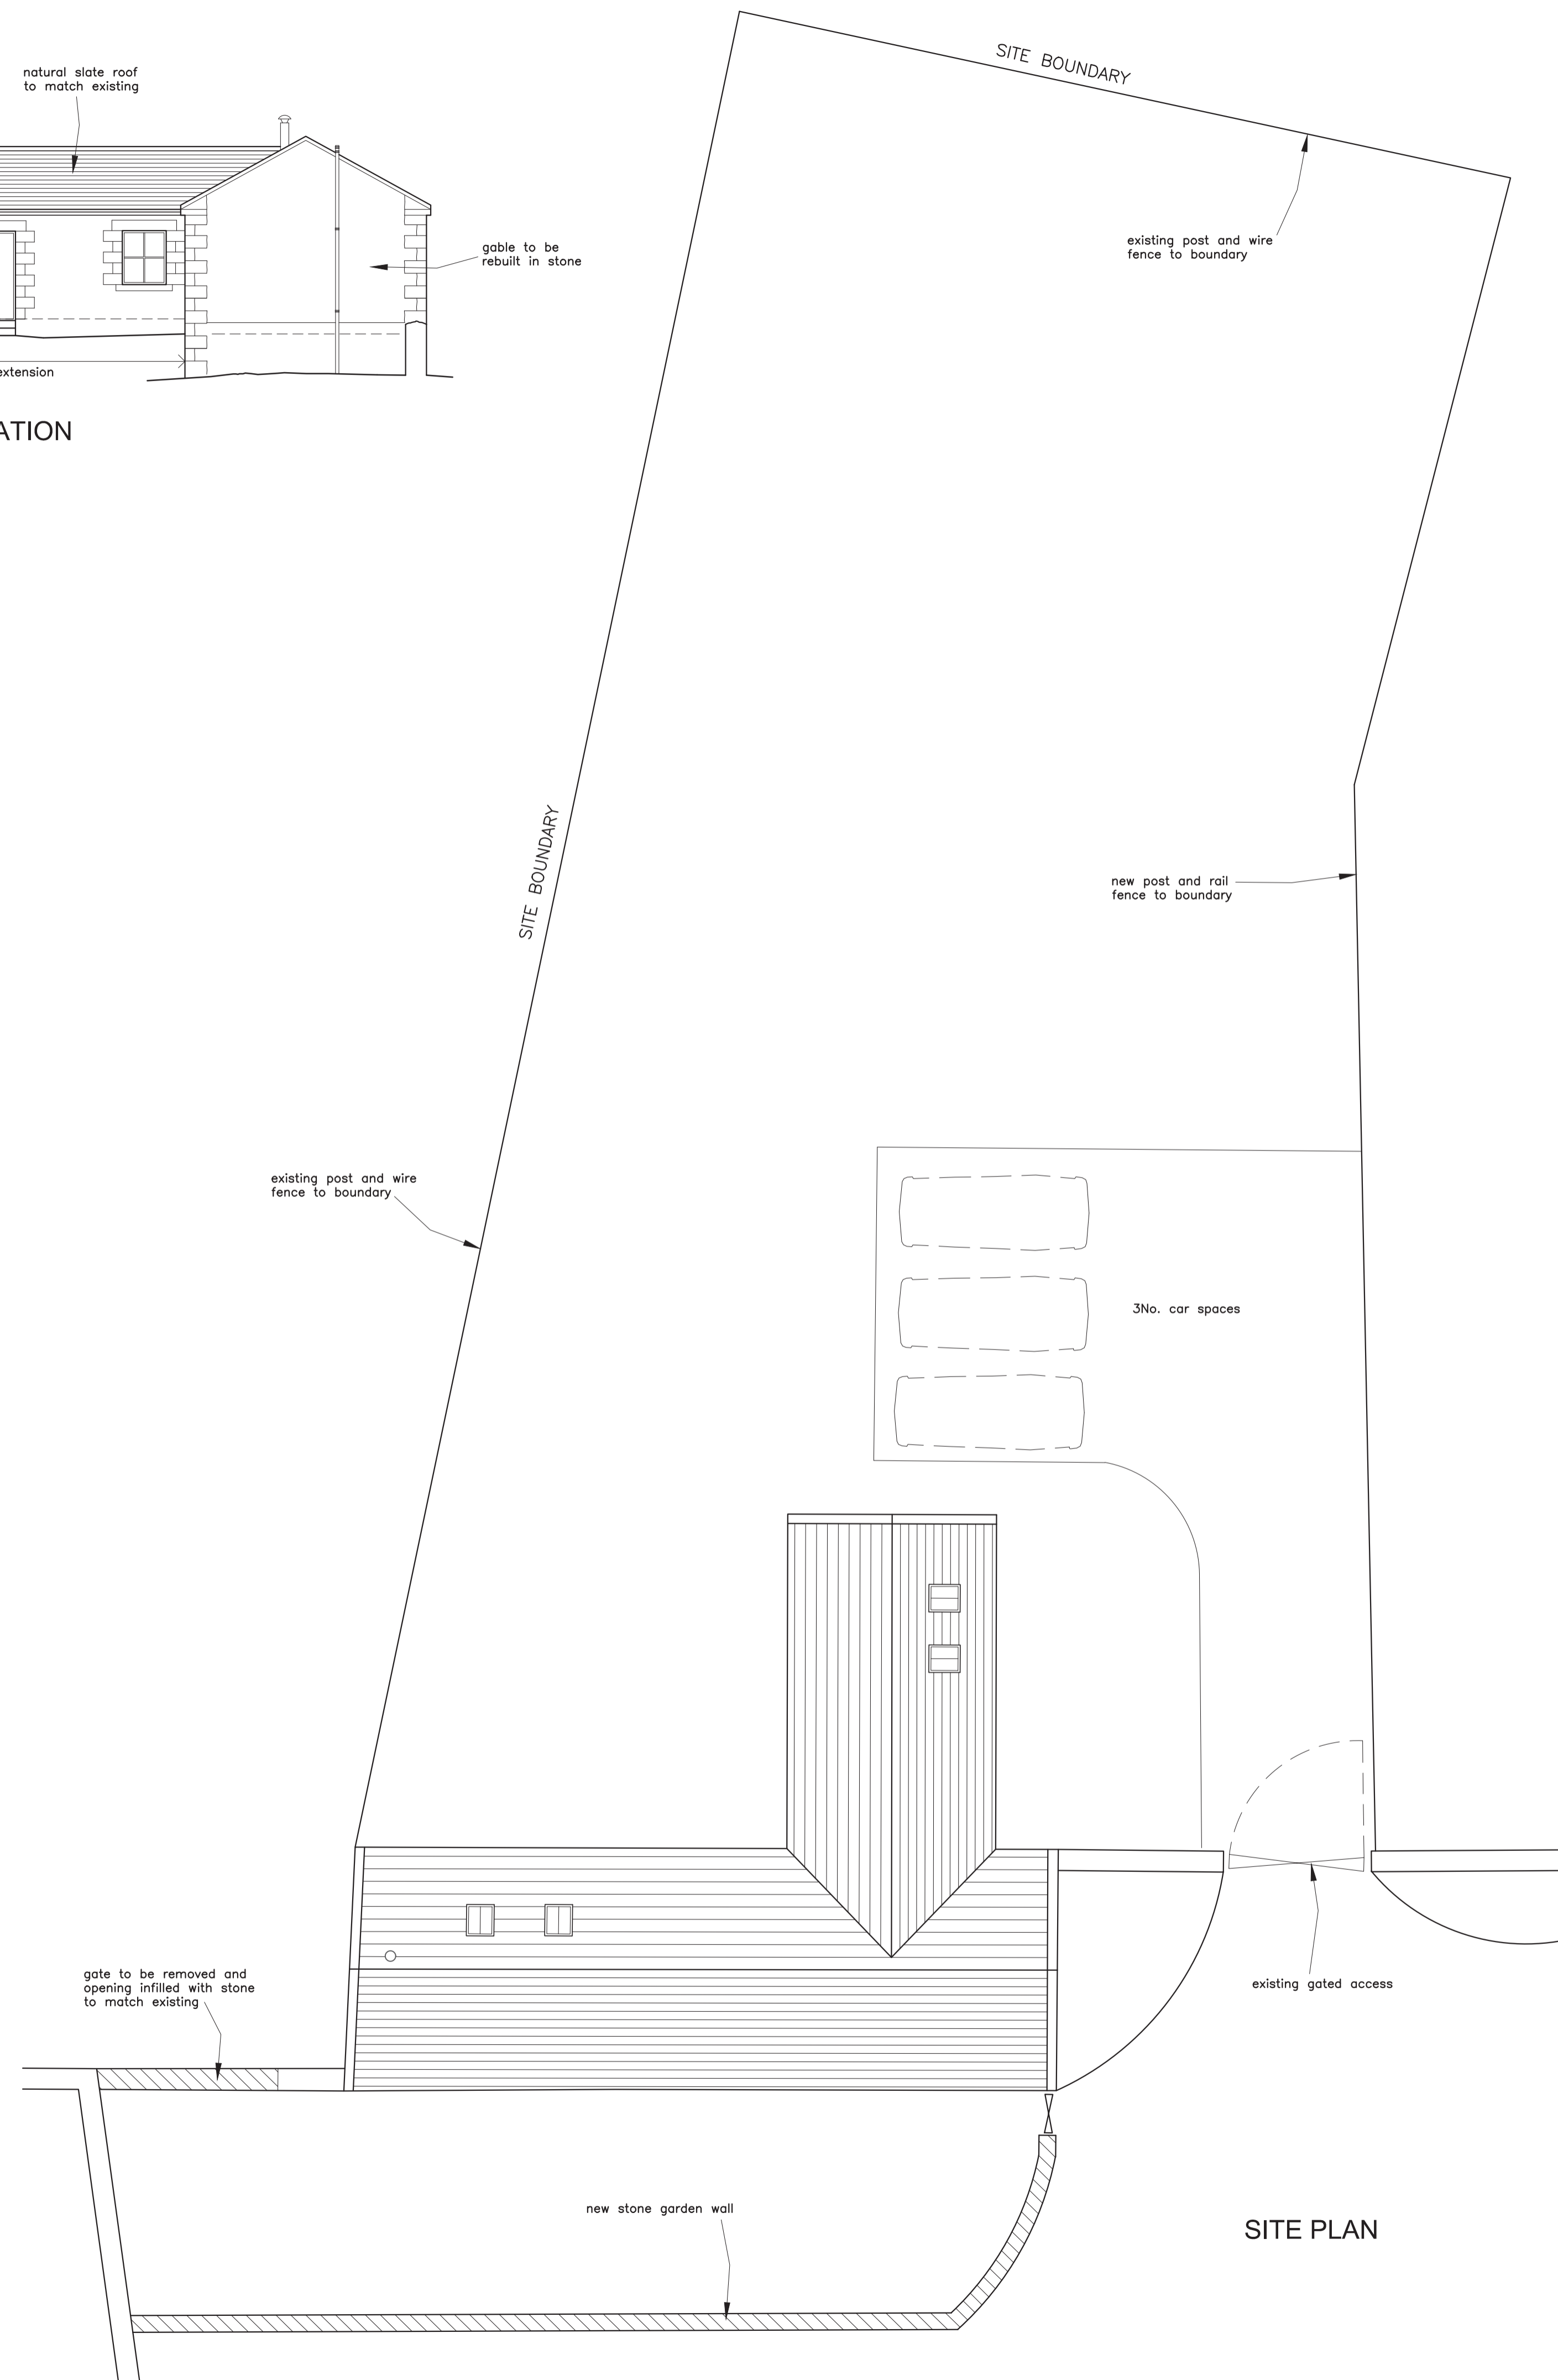 SITE BOUNDARY
natural slate roof
to match existing
existing post and wire
fence to boundary
gable to be
rebuilt in stone
extension
ATION
SITE BOUNDARY
new post and rail
fence to boundary
existing post and wire
fence to boundary
3No. car spaces
gate to be removed and
opening infilled with stone
to match existing
existing gated access
new stone garden wall
SITE PLAN